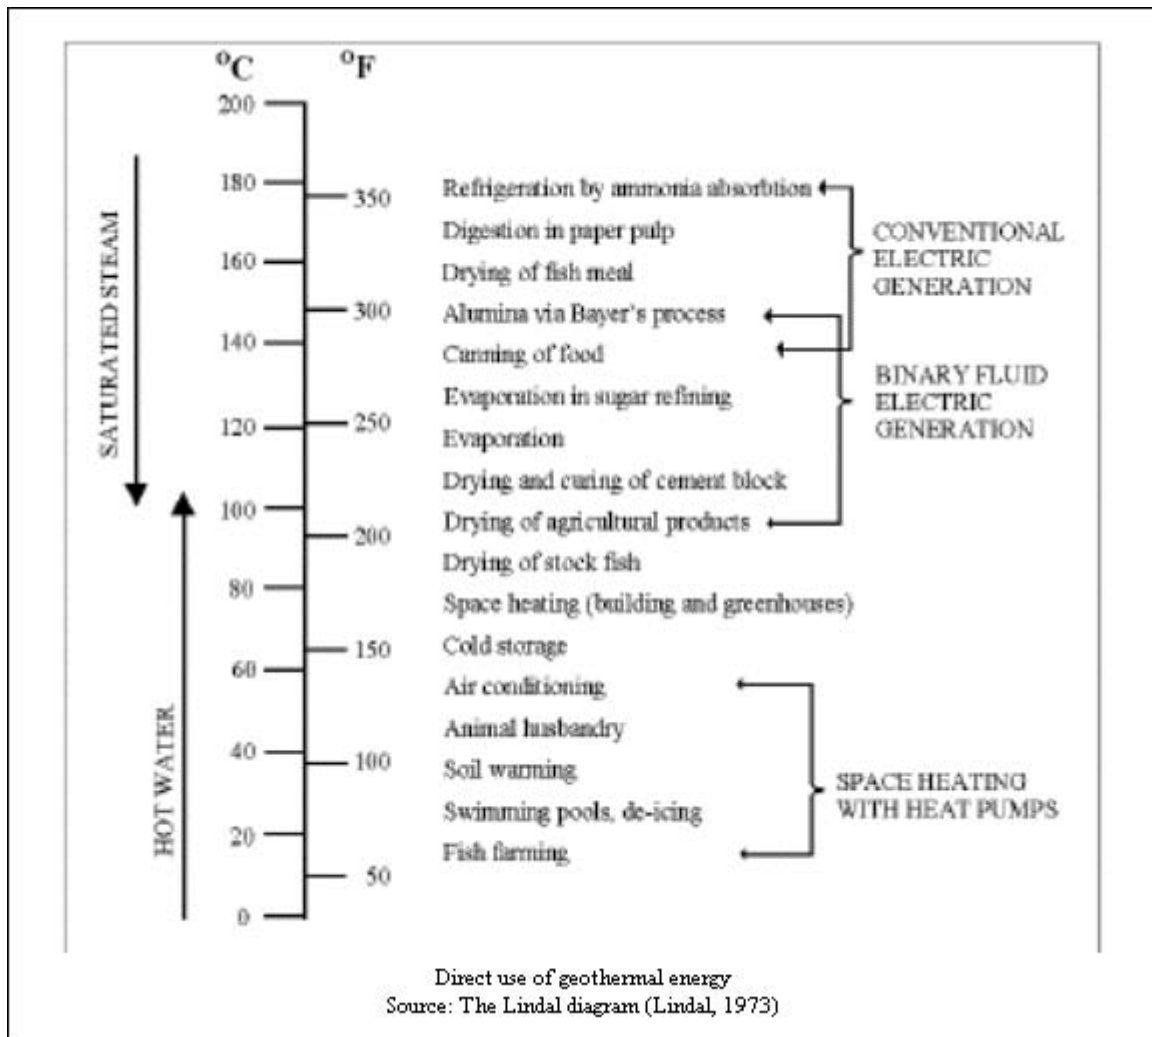 °C
°F
200
180
350
160
300
140
120
250
100
200
80
150
60
40
100
20
50
0
SATURATED STEAM
HOT WATER
Refrigeration by ammonia absorbtion
Digestion in paper pulp
Drying of fish meal
Alumina via Bayer's process
Canning of food
Evaporation in sugar refining
Evaporation
Drying and curing of cement block
Drying of agricultural products
Drying of stock fish
Space heating (building and greenhouses)
Cold storage
Air conditioning
Animal husbandry
Soil warming
Swimming pools, de-icing
Fish farming
CONVENTIONAL
ELECTRIC
GENERATION
BINARY FLUID
ELECTRIC
GENERATION
SPACE HEATING
WITH HEAT PUMPS
Direct use of geothermal energy
Source: The Lindal diagram (Lindal, 1973)